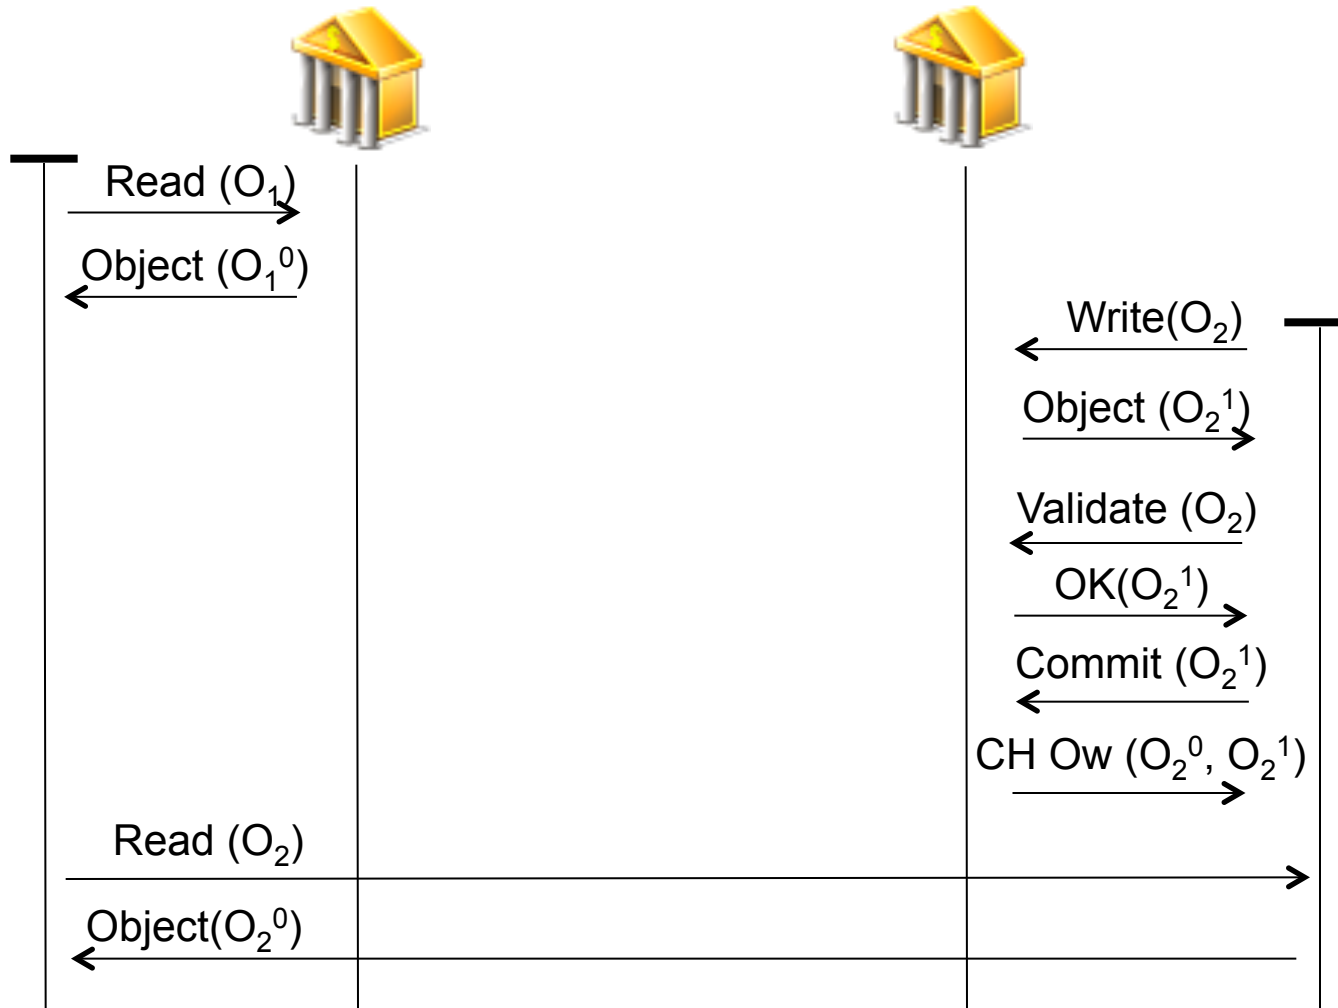 Read (O₁)
Object (O₁⁰)
Write(O₂)
Object (O₂¹)
Validate (O₂)
OK(O₂¹)
Commit (O₂¹)
CH Ow (O₂⁰, O₂¹)
Read (O₂)
Object(O₂⁰)